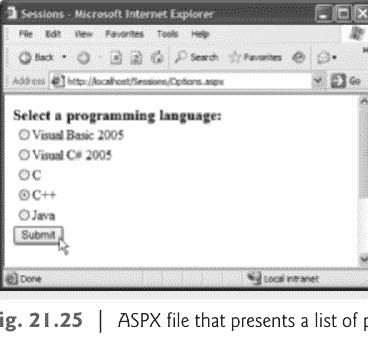 Sessions - Microsoft Internet Explorer
File Edit View Favorites Tools Help
Back Search Favorites
Address http://localhost/Sessions/Options.aspx Go
Select a programming language:
Visual Basic 2005
Visual C# 2005
C
C++
Java
Submit
Done Local intranet
ig. 21.25 | ASPX file that presents a list of p